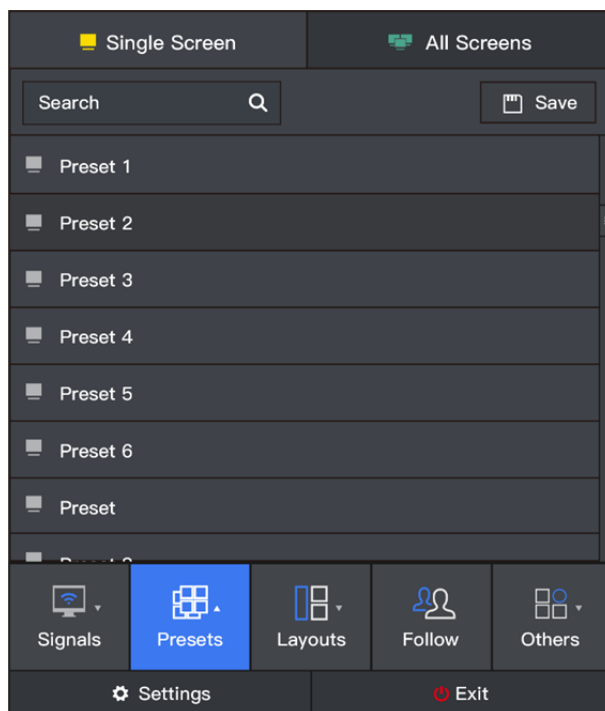 Single Screen
All Screens
Search
Save
Preset 1
Preset 2
Preset 3
Preset 4
Preset 5
Preset 6
Preset
Signals
Presets
Layouts
Follow
Others
Settings
Exit